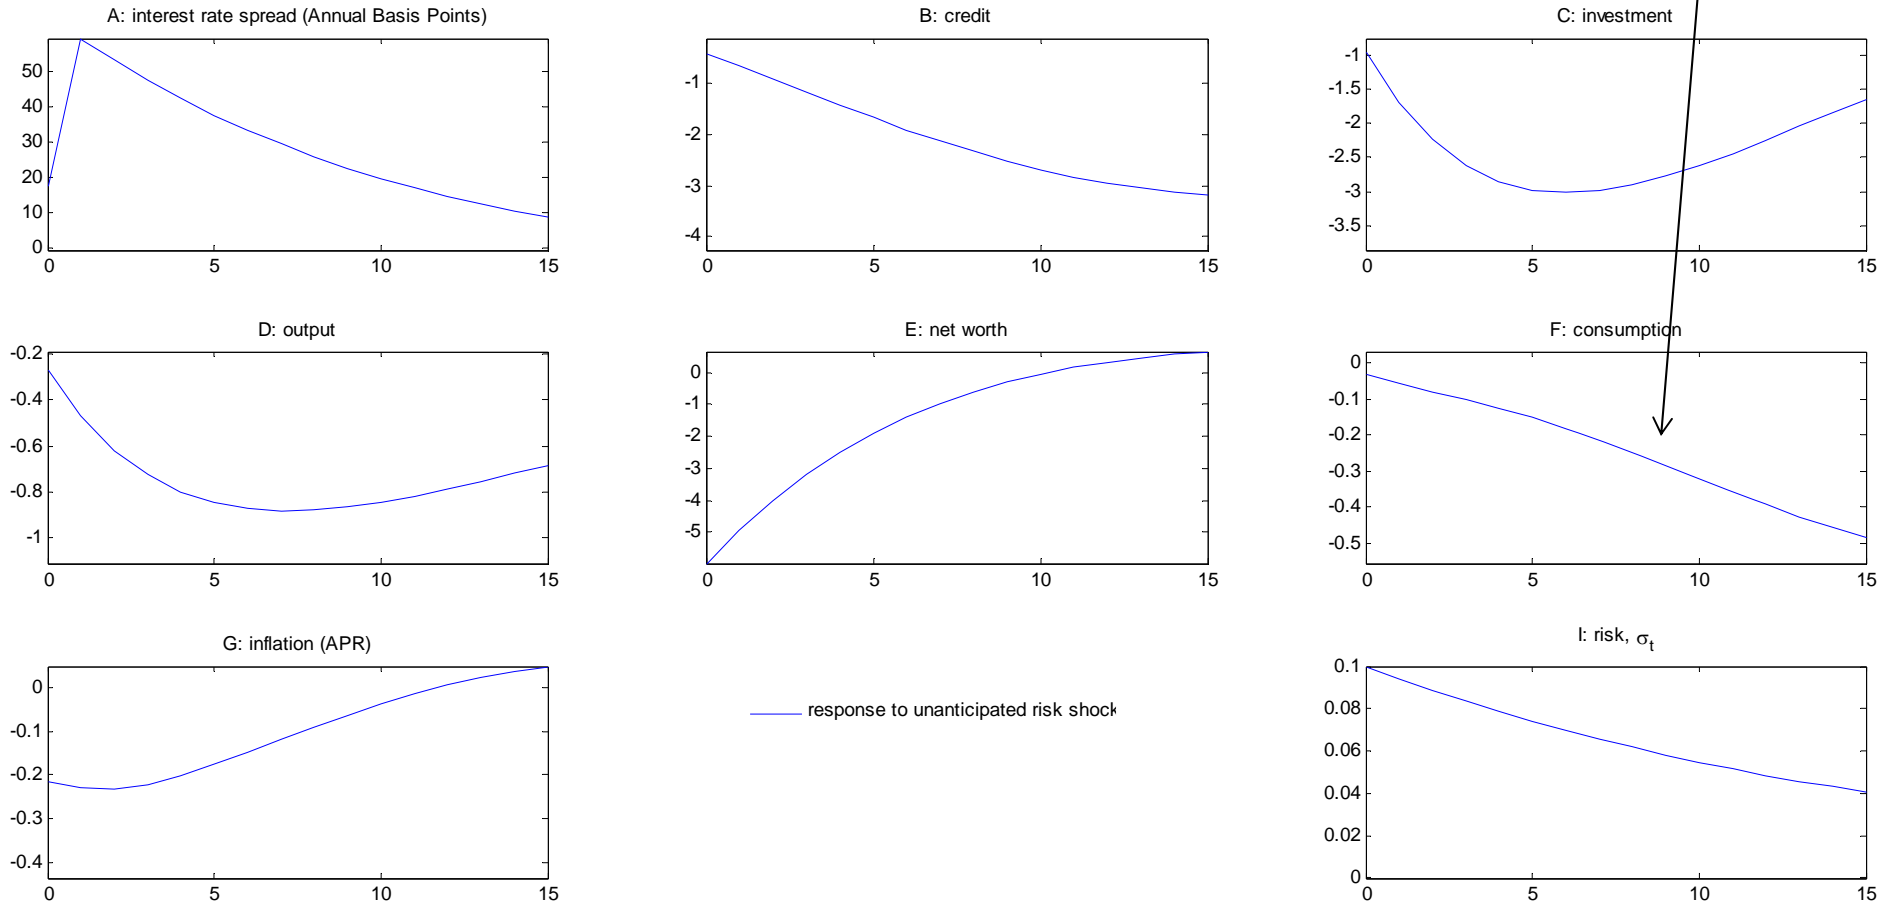 A: interest rate spread (Annual Basis Points)
50
40
30
20
10
0
0 5 10 15
B: credit
-1
-2
-3
-4
0 5 10 15
C: investment
-1
-1.5
-2
-2.5
-3
-3.5
0 5 10 15
D: output
-0.2
-0.4
-0.6
-0.8
-1
0 5 10 15
E: net worth
0
-1
-2
-3
-4
-5
0 5 10 15
F: consumption
0
-0.1
-0.2
-0.3
-0.4
-0.5
0 5 10 15
G: inflation (APR)
0
-0.1
-0.2
-0.3
-0.4
0 5 10 15
response to unanticipated risk shock
I: risk, σt
0.1
0.08
0.06
0.04
0.02
0
0 5 10 15